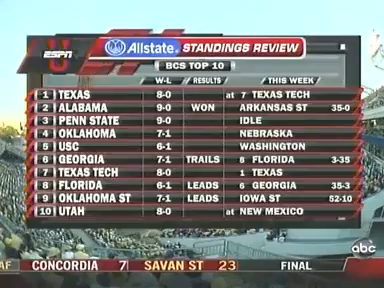 ESPN U Allstate. STANDINGS REVIEW
BCS TOP 10
W-L RESULTS THIS WEEK
1 TEXAS 8-0 at 7 TEXAS TECH
2 ALABAMA 9-0 WON ARKANSAS ST 35-0
3 PENN STATE 9-0 IDLE
4 OKLAHOMA 7-1 NEBRASKA
5 USC 6-1 WASHINGTON
6 GEORGIA 7-1 TRAILS 8 FLORIDA 3-35
7 TEXAS TECH 8-0 1 TEXAS
8 FLORIDA 6-1 LEADS 6 GEORGIA 35-3
9 OKLAHOMA ST 7-1 LEADS IOWA ST 52-10
10 UTAH 8-0 at NEW MEXICO
abc
AF CONCORDIA 7 SAVAN ST 23 FINAL